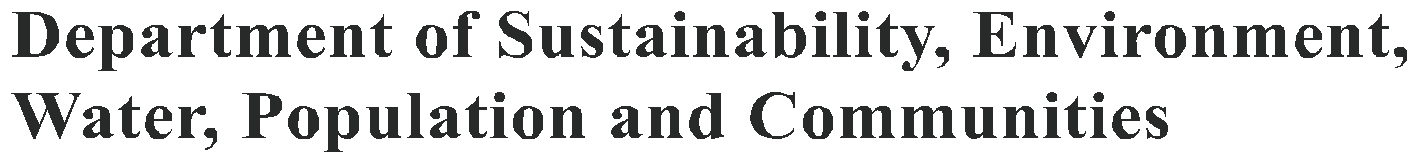 Department of Sustainability, Environment,
Water, Population and Communities